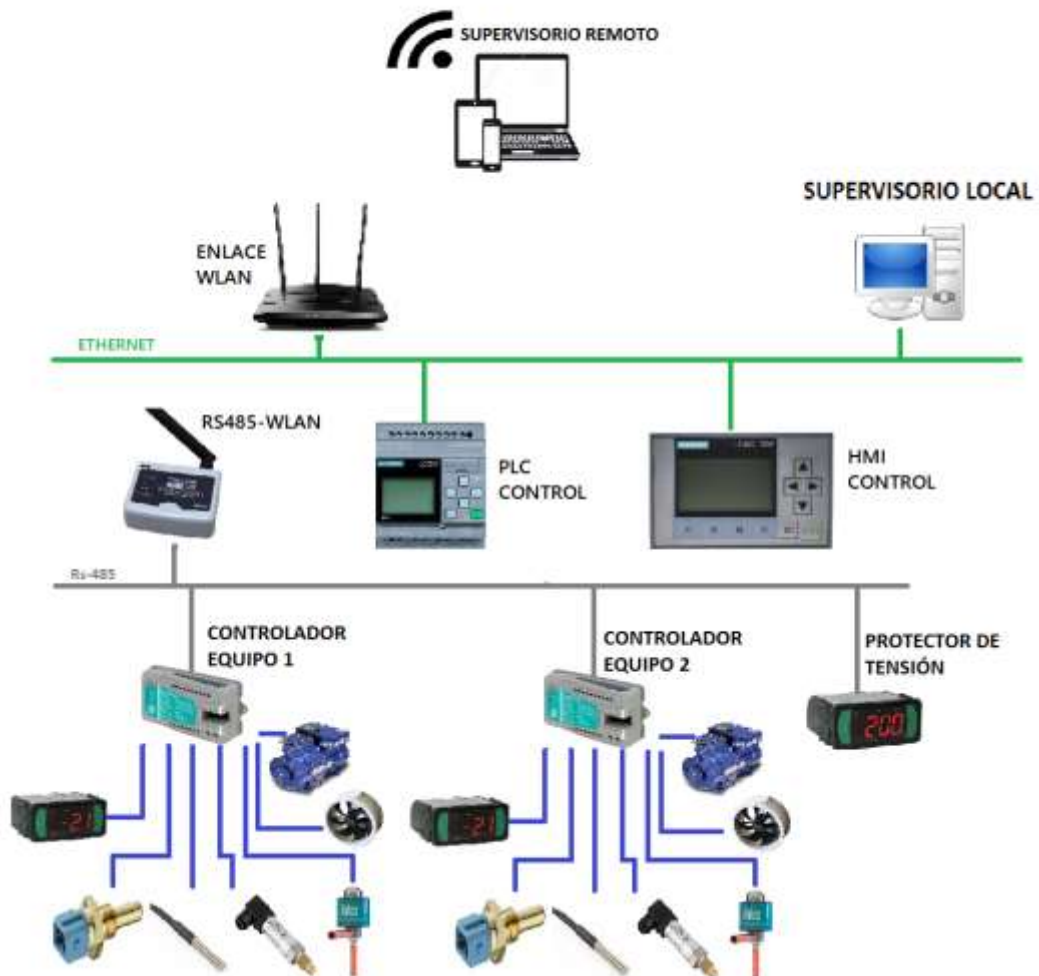 SUPERVISORIO REMOTO
SUPERVISORIO LOCAL
ENLACE
WLAN
ETHERNET
RS485-WLAN
PLC
CONTROL
HMI
CONTROL
Rs-485
CONTROLADOR
EQUIPO 1
CONTROLADOR
EQUIPO 2
PROTECTOR DE
TENSIÓN
200
-21
-21